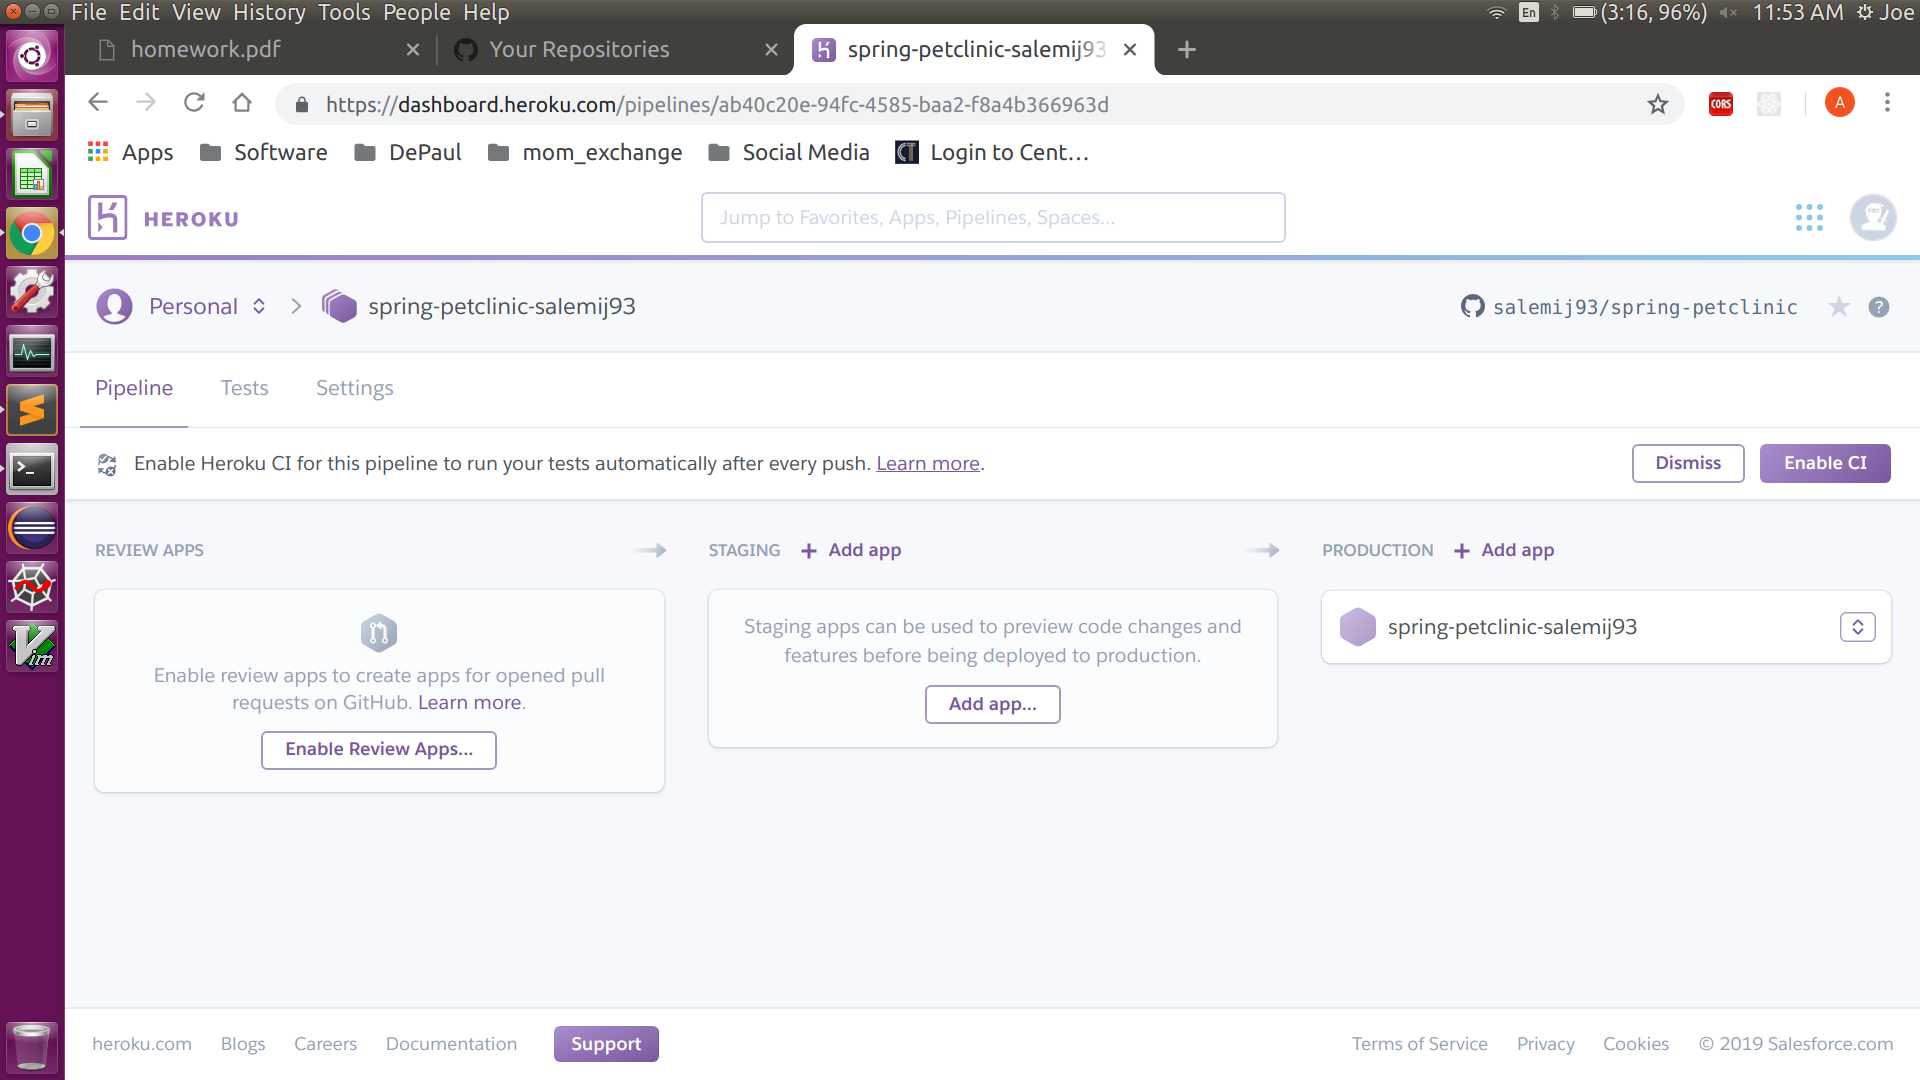 File Edit View History Tools People Help
En (3:16, 96%) 11:53 AM Joe
homework.pdf
Your Repositories
spring-petclinic-salemij93
https://dashboard.heroku.com/pipelines/ab40c20e-94fc-4585-baa2-f8a4b366963d
CORS
A
Apps Software DePaul mom_exchange Social Media CT Login to Cent…
HEROKU
Jump to Favorites, Apps, Pipelines, Spaces...
Personal spring-petclinic-salemij93
salemij93/spring-petclinic
Pipeline Tests Settings
Enable Heroku CI for this pipeline to run your tests automatically after every push. Learn more.
Dismiss Enable CI
REVIEW APPS
Enable review apps to create apps for opened pull
requests on GitHub. Learn more.
Enable Review Apps...
STAGING + Add app
Staging apps can be used to preview code changes and
features before being deployed to production.
Add app...
PRODUCTION + Add app
spring-petclinic-salemij93
Vim
heroku.com Blogs Careers Documentation Support
Terms of Service Privacy Cookies © 2019 Salesforce.com